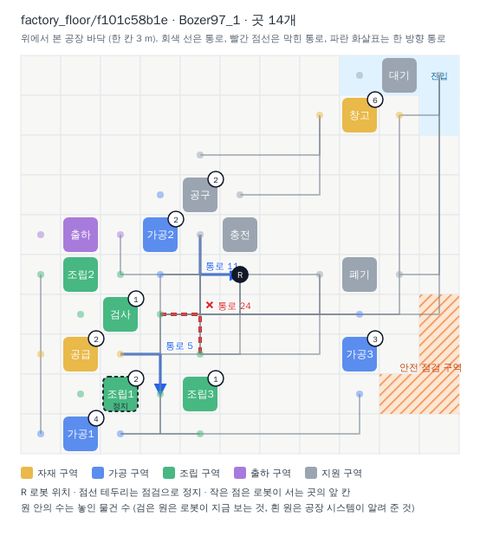 factory_floor/f101c58b1e · Bozer97_1 · 곳 14개
위에서 본 공장 바닥 (한 칸 3 m). 회색 선은 통로, 빨간 점선은 막힌 통로, 파란 화살표는 한 방향 통로
대기
전립
6
창고
2
공구
2
출하
가공2
충전
통로 11
조립2
R
폐기
1
통로 24
검사
2
통로 5
3
공급
가공3
안전 점검 구역
2
1
조립1
조립3
정지
4
가공1
자재 구역
가공 구역
조립 구역
출하 구역
지원 구역
R 로봇 위치 · 점선 테두리는 점검으로 정지 · 작은 점은 로봇이 서는 곳의 앞 칸
원 안의 수는 놓인 물건 수 (검은 원은 로봇이 지금 보는 것, 흰 원은 공장 시스템이 알려 준 것)